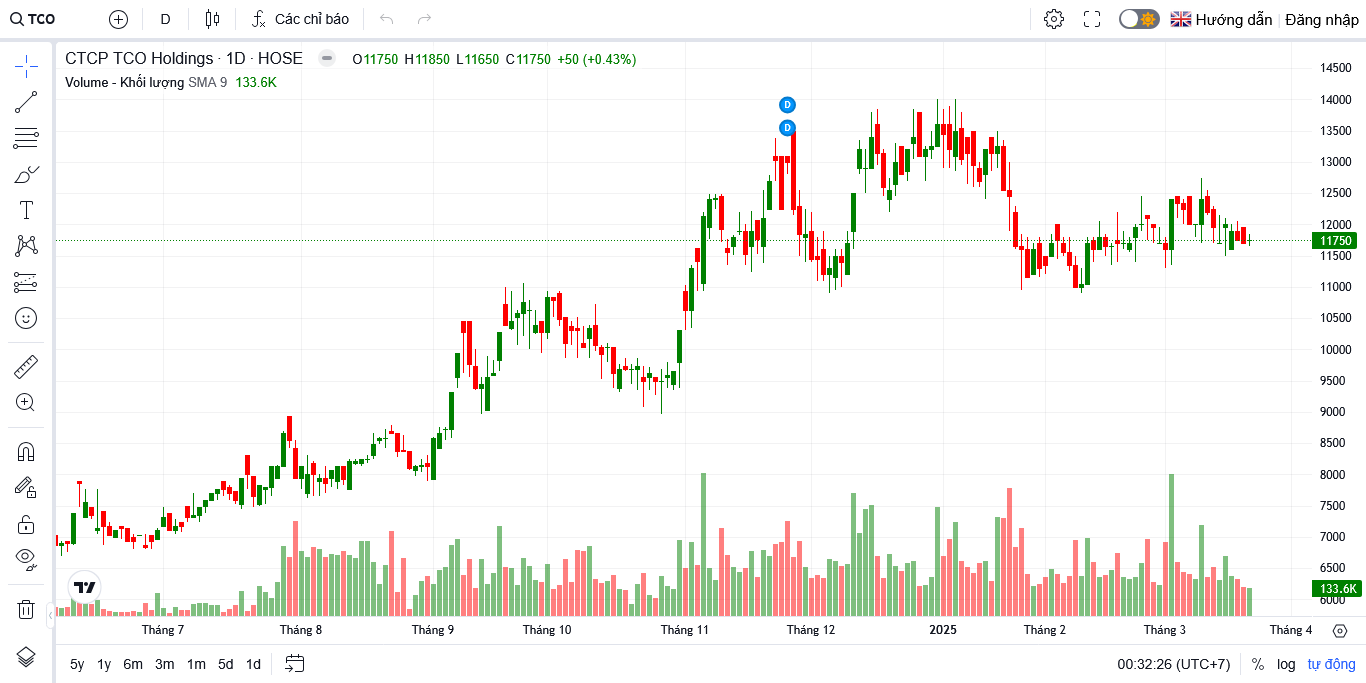 TCO D Các chỉ báo Hướng dẫn Đăng nhập
CTCP TCO Holdings · 1D · HOSE O11750 H11850 L11650 C11750 +50 (+0.43%)
Volume - Khối lượng SMA 9 133.6K
D
D
14500
14000
13500
13000
12500
12000
11750
11500
11000
10500
10000
9500
9000
8500
8000
7500
7000
6500
133.6K
6000
Tháng 7 Tháng 8 Tháng 9 Tháng 10 Tháng 11 Tháng 12 2025 Tháng 2 Tháng 3 Tháng 4
5y 1y 6m 3m 1m 5d 1d 00:32:26 (UTC+7) % log tự động